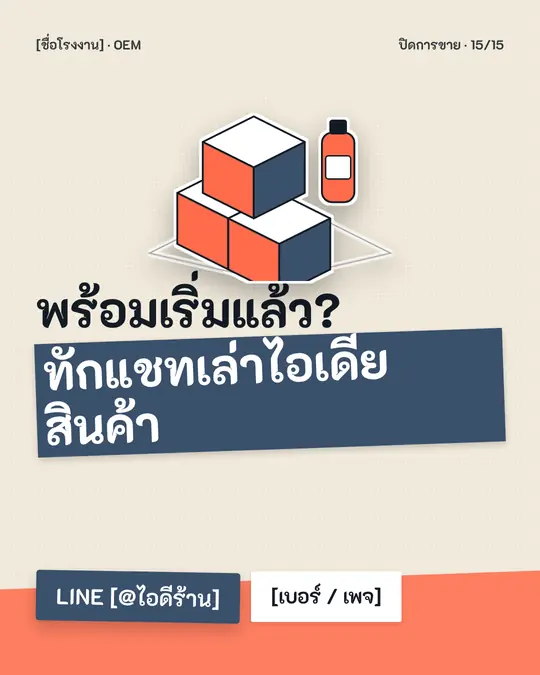 [ชื่อโรงงาน] · OEM
ปิดการขาย · 15/15
พร้อมเริ่มแล้ว?
ทักแชทเล่าไอเดีย
สินค้า
LINE [@ไอดีร้าน]
[เบอร์ / เพจ]